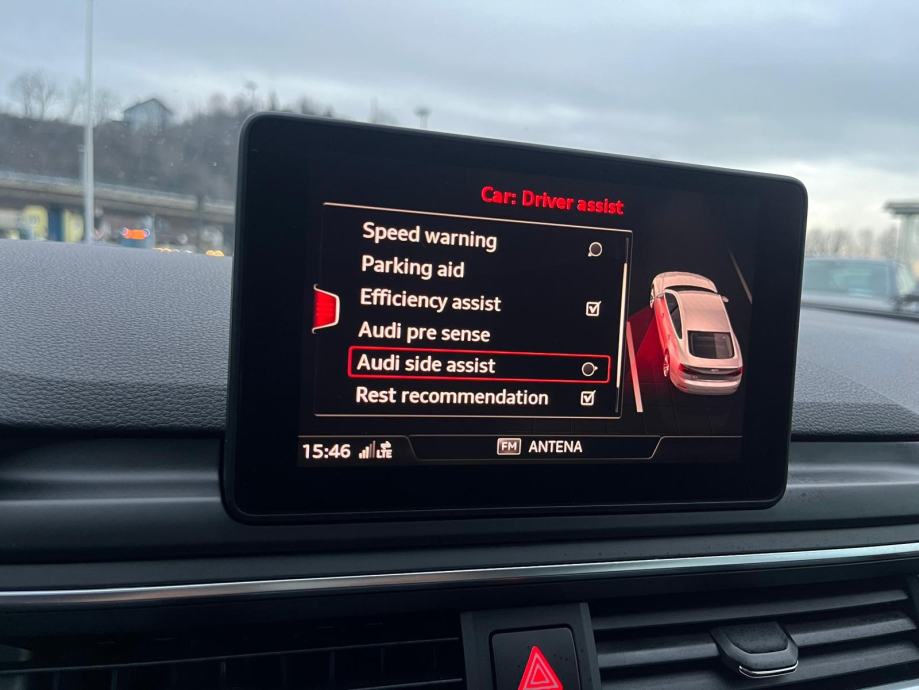 Car: Driver assist
Speed warning
Parking aid
Efficiency assist
Audi pre sense
Audi side assist
Rest recommendation
15:46 LTE FM ANTENA